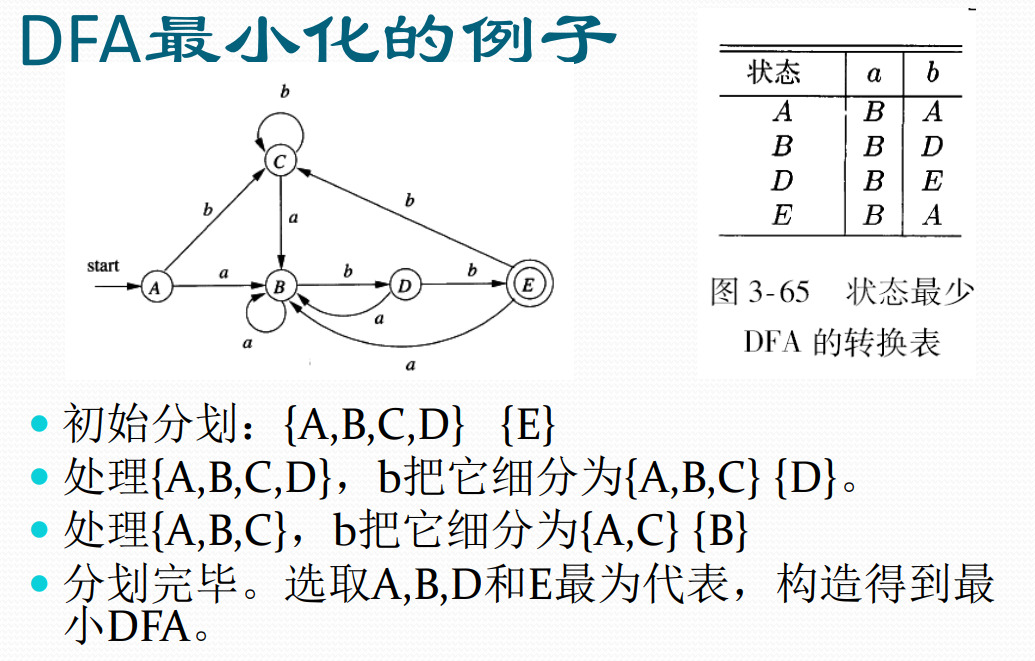 DFA最小化的例子
b
C
b
a
b
start
A
a
B
b
D
b
E
a
a
a
状态 a b
A B A
B B D
D B E
E B A
图 3-65 状态最少
DFA 的转换表
初始分划：{A,B,C,D} {E}
处理{A,B,C,D}，b把它细分为{A,B,C} {D}。
处理{A,B,C}，b把它细分为{A,C} {B}
分划完毕。选取A,B,D和E最为代表，构造得到最
小DFA。